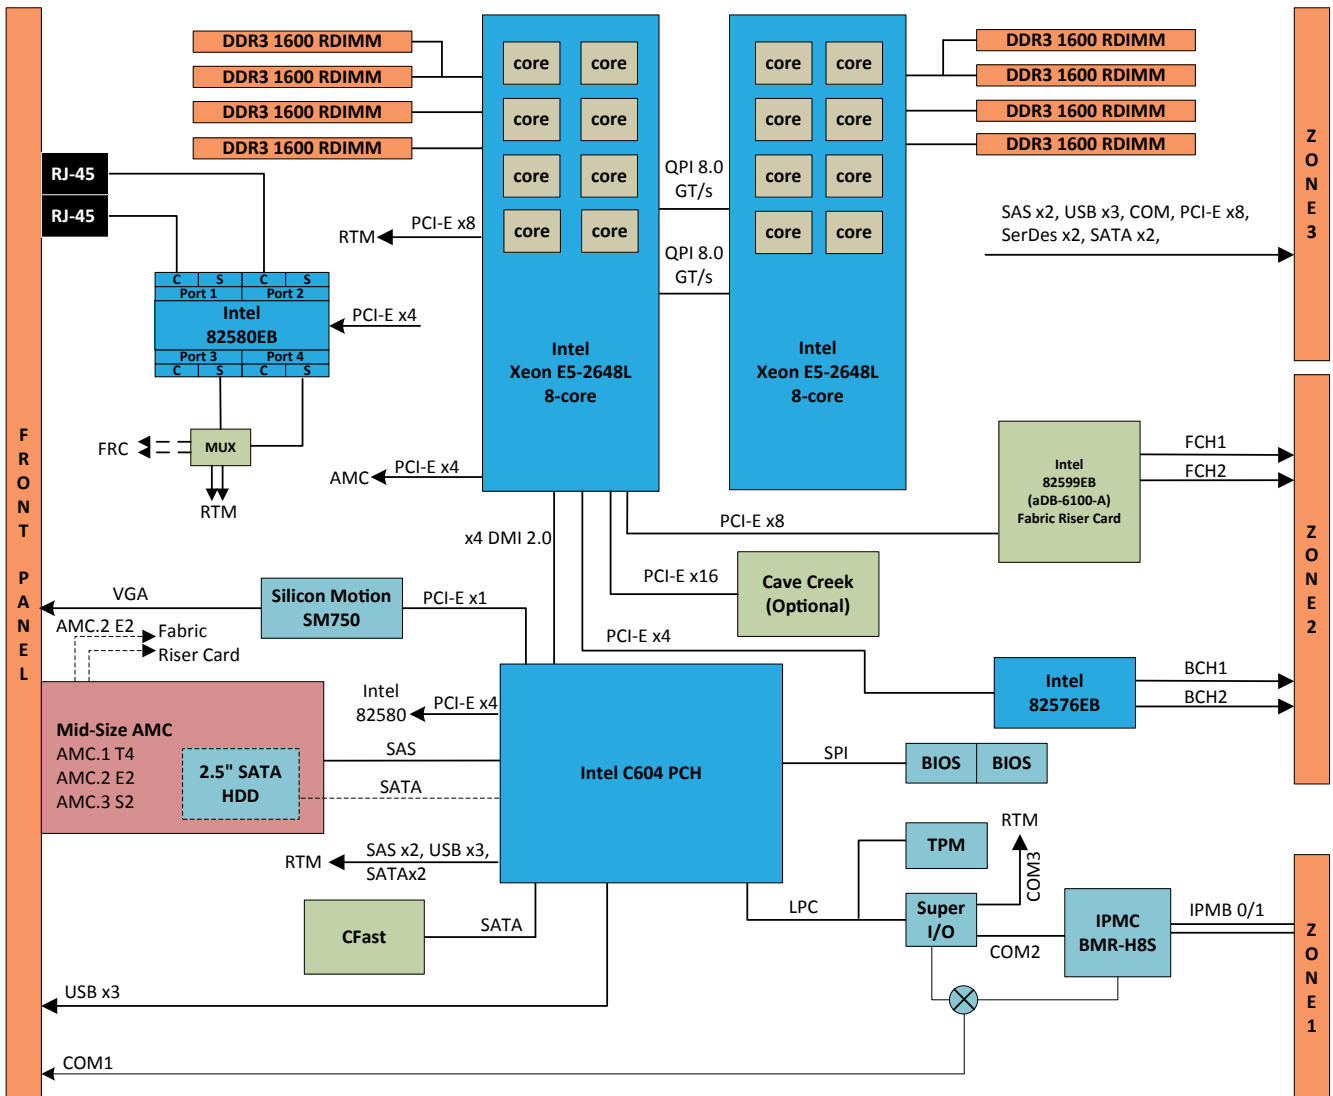 FRONT PANEL
DDR3 1600 RDIMM
DDR3 1600 RDIMM
DDR3 1600 RDIMM
DDR3 1600 RDIMM
core core
core core
core core
core core
Intel
Xeon E5-2648L
8-core
QPI 8.0
GT/s
QPI 8.0
GT/s
core core
core core
core core
core core
Intel
Xeon E5-2648L
8-core
DDR3 1600 RDIMM
DDR3 1600 RDIMM
DDR3 1600 RDIMM
DDR3 1600 RDIMM
ZONE3
SAS x2, USB x3, COM, PCI-E x8,
SerDes x2, SATA x2,
RJ-45
RJ-45
RTM
PCI-E x8
C S C S
Port 1 Port 2
Intel
82580EB
Port 3 Port 4
C S C S
PCI-E x4
MUX
FRC
RTM
AMC
PCI-E x4
x4 DMI 2.0
PCI-E x8
Intel
82599EB
(aDB-6100-A)
Fabric Riser Card
FCH1
FCH2
ZONE2
PCI-E x16
Cave Creek
(Optional)
PCI-E x4
VGA
Silicon Motion
SM750
PCI-E x1
AMC.2 E2
Fabric
Riser Card
Intel
82576EB
BCH1
BCH2
Intel
82580
PCI-E x4
Mid-Size AMC
AMC.1 T4
AMC.2 E2
AMC.3 S2
2.5" SATA
HDD
SAS
SATA
Intel C604 PCH
SPI
BIOS BIOS
RTM
SAS x2, USB x3,
SATAx2
CFast
SATA
LPC
TPM
Super
I/O
RTM
COM3
COM2
IPMC
BMR-H8S
IPMB 0/1
ZONE1
USB x3
COM1